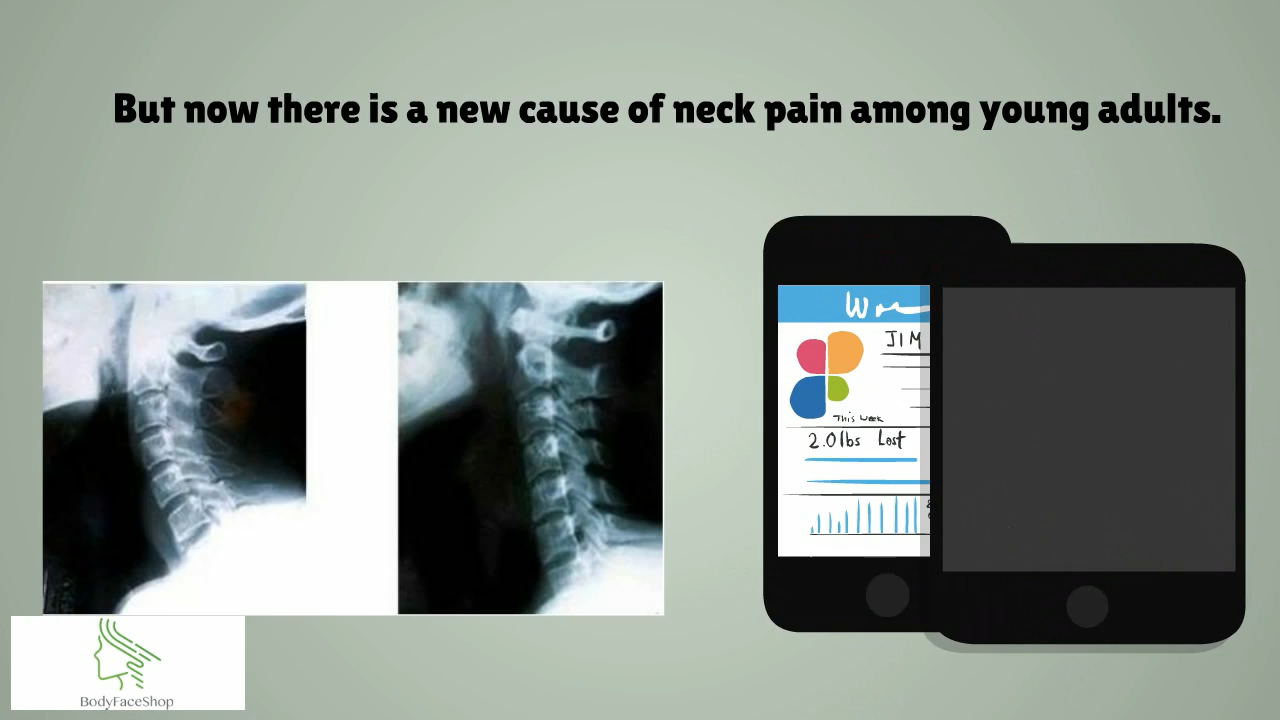 But now there is a new cause of neck pain among young adults.
JIM
This week
2.0lbs Lost
BodyFaceShop